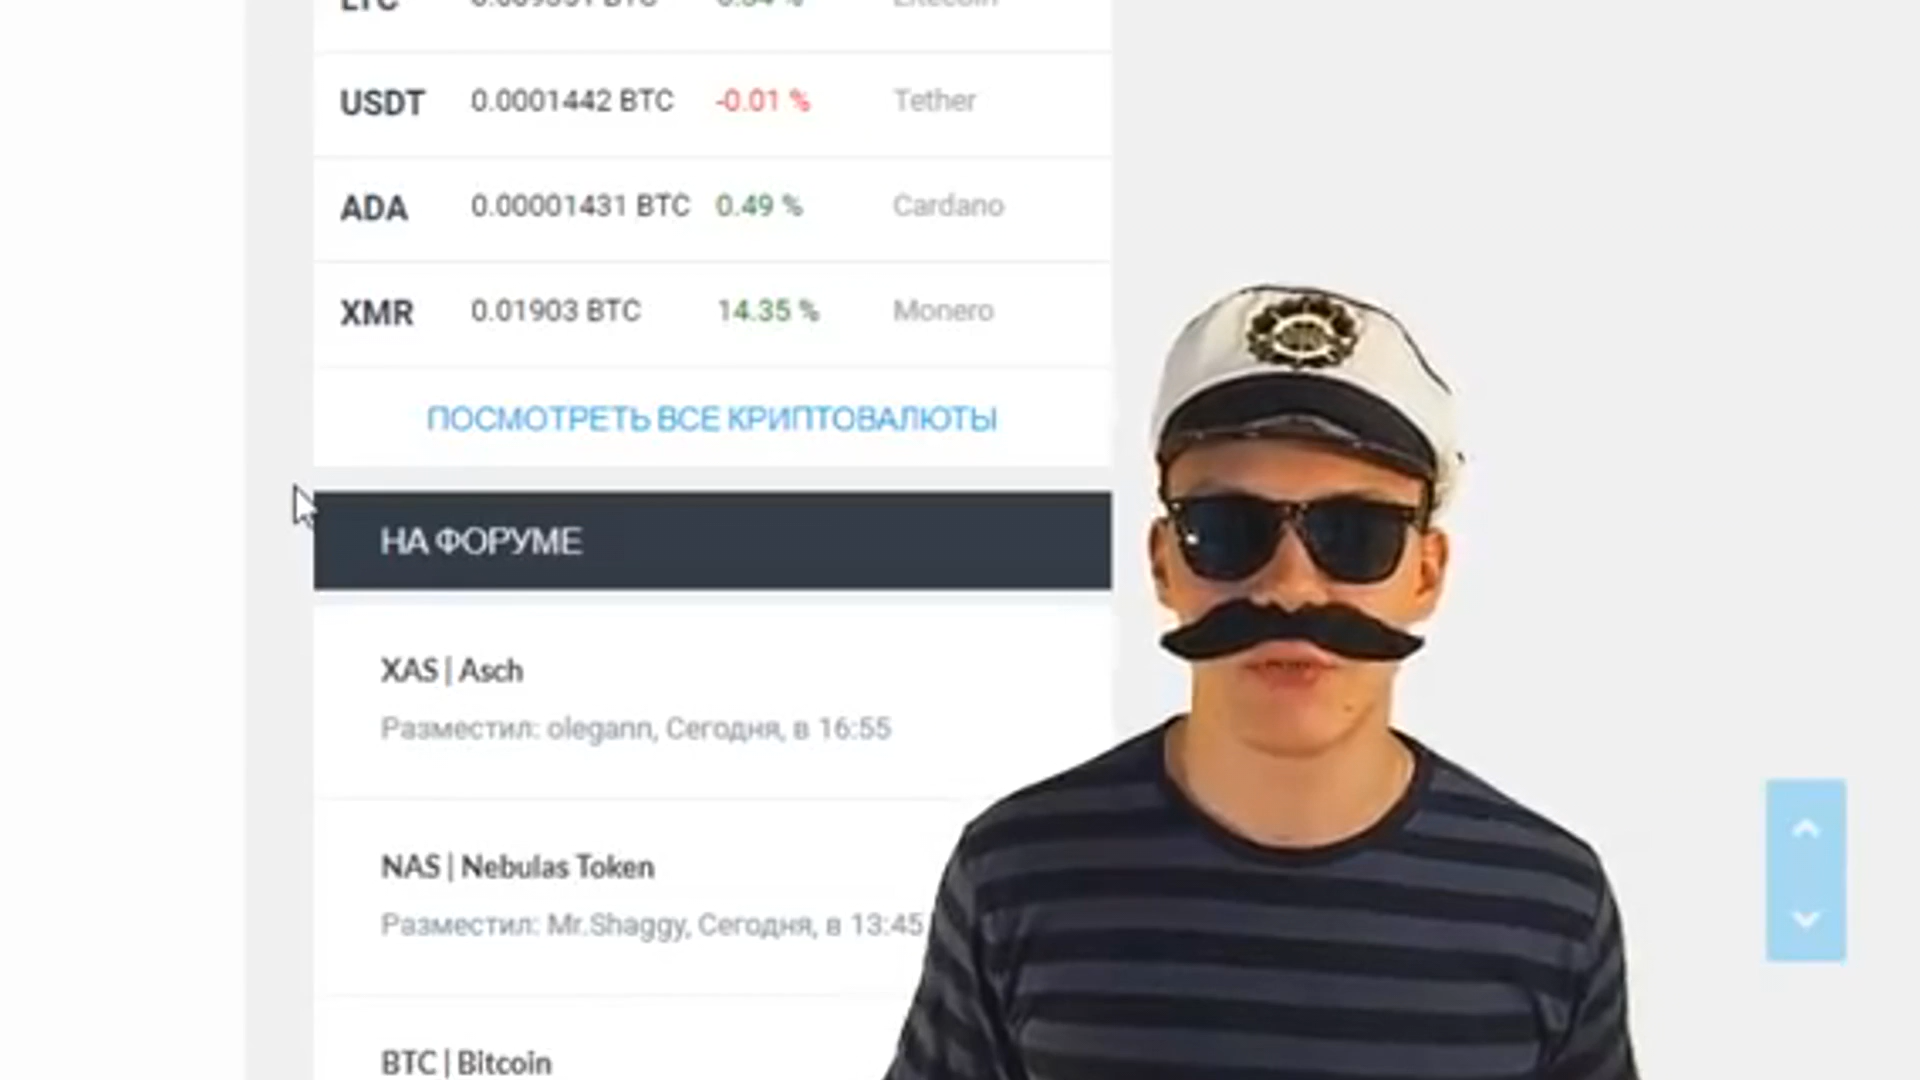 USDT 0.0001442 BTC -0.01 % Tether
ADA 0.00001431 BTC 0.49 % Cardano
XMR 0.01903 BTC 14.35 % Monero
ПОСМОТРЕТЬ ВСЕ КРИПТОВАЛЮТЫ
НА ФОРУМЕ
XAS | Asch
Разместил: olegann, Сегодня, в 16:55
NAS | Nebulas Token
Разместил: Mr.Shaggy, Сегодня, в 13:45
BTC | Bitcoin